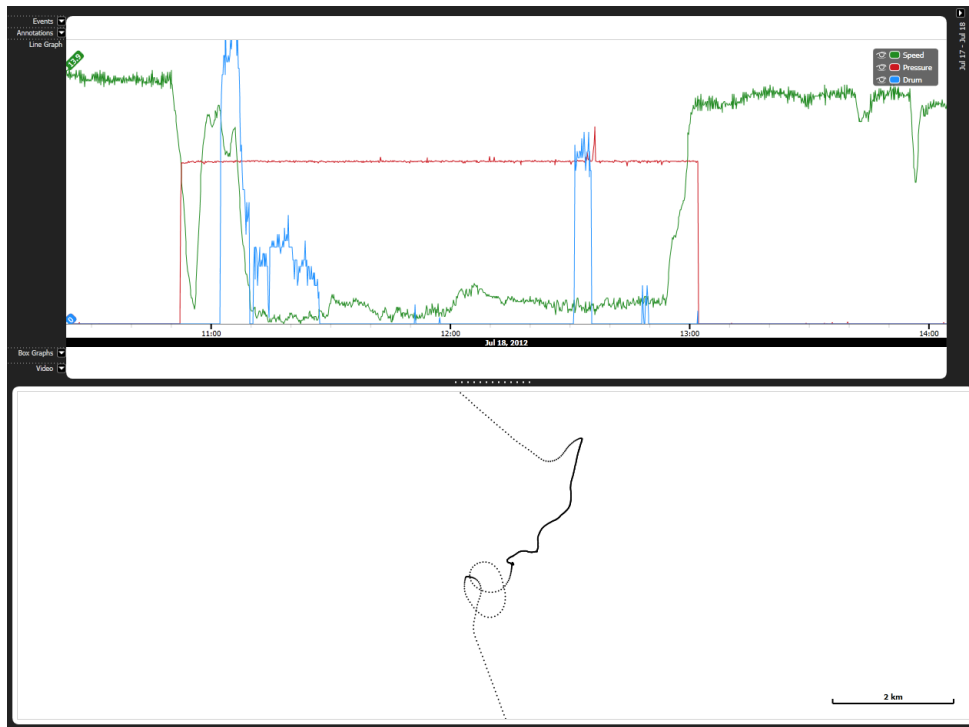 Events
Annotations
Line Graph
13.9
0
Speed
Pressure
Drum
Jul 17 - Jul 18
11:00
12:00
13:00
14:00
Jul 18, 2012
Box Graphs
Video
2 km